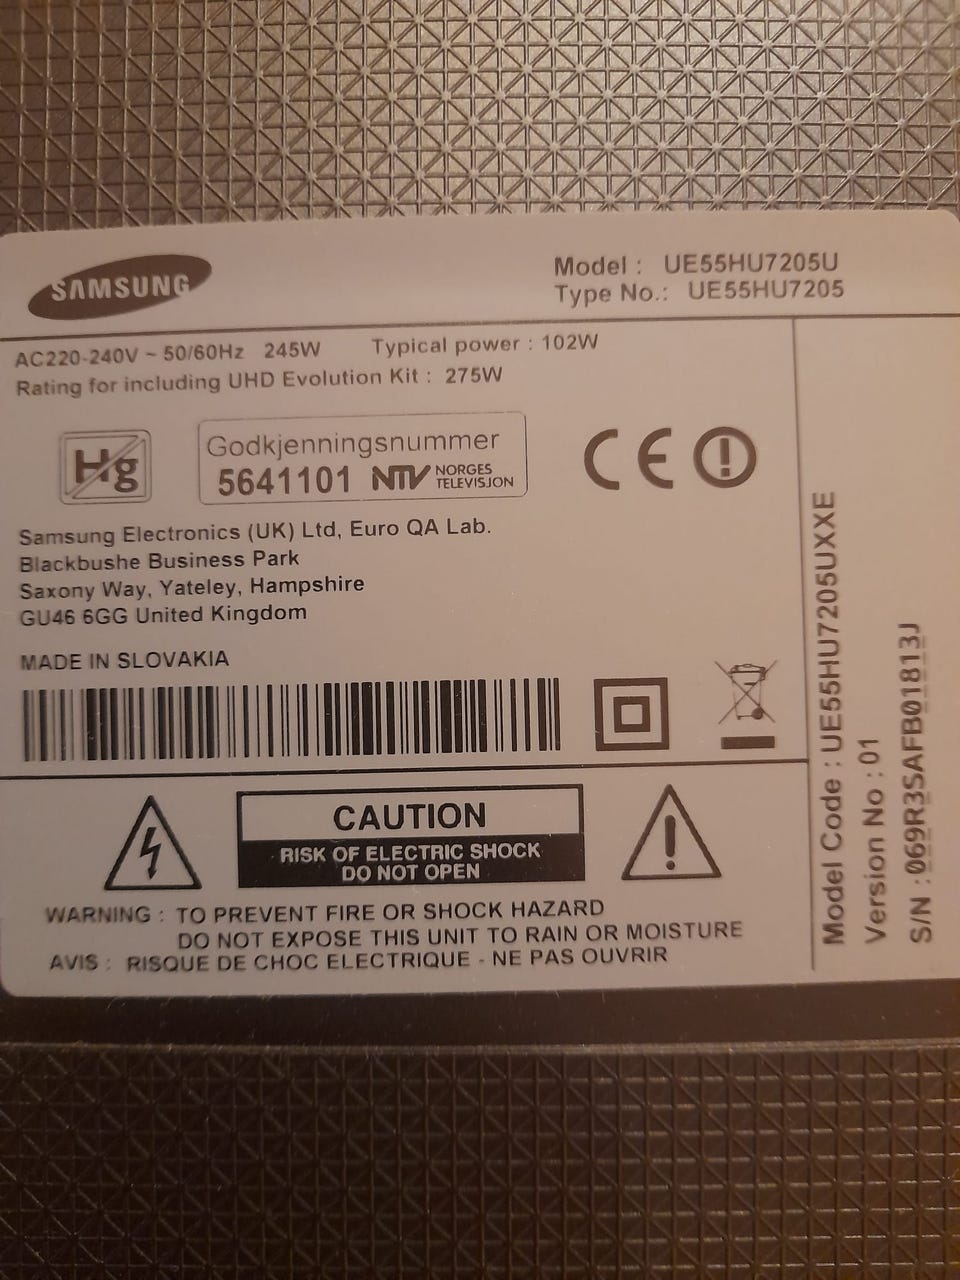 SAMSUNG
Model : UE55HU7205U
Type No.: UE55HU7205
AC220-240V ~ 50/60Hz 245W Typical power : 102W
Rating for including UHD Evolution Kit : 275W
Hg
Godkjenningsnummer
5641101 NTV NORGES
TELEVISJON
CE
Samsung Electronics (UK) Ltd, Euro QA Lab.
Blackbushe Business Park
Saxony Way, Yateley, Hampshire
GU46 6GG United Kingdom
MADE IN SLOVAKIA
CAUTION
RISK OF ELECTRIC SHOCK
DO NOT OPEN
WARNING : TO PREVENT FIRE OR SHOCK HAZARD
DO NOT EXPOSE THIS UNIT TO RAIN OR MOISTURE
AVIS : RISQUE DE CHOC ELECTRIQUE - NE PAS OUVRIR
Model Code : UE55HU7205UXXE
Version No : 01
S/N : 069R3SAFB01813J